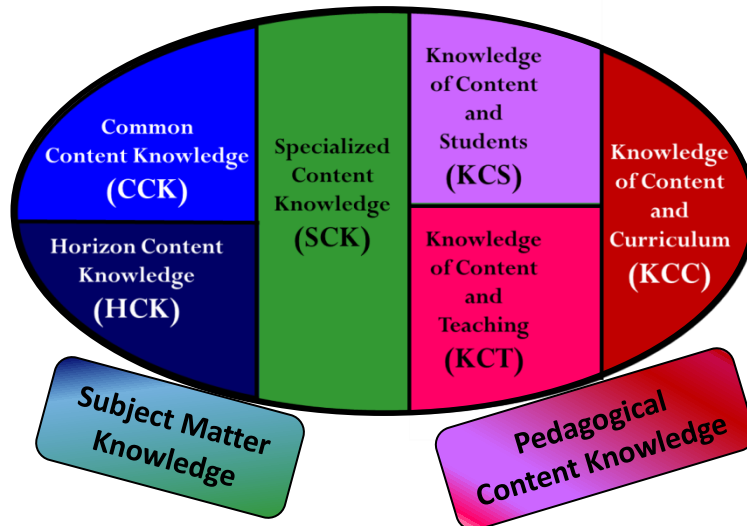 Common
Content Knowledge
(CCK)
Horizon Content
Knowledge
(HCK)
Specialized
Content
Knowledge
(SCK)
Knowledge
of Content
and
Students
(KCS)
Knowledge
of Content
and
Teaching
(KCT)
Knowledge
of Content
and
Curriculum
(KCC)
Subject Matter
Knowledge
Pedagogical
Content Knowledge